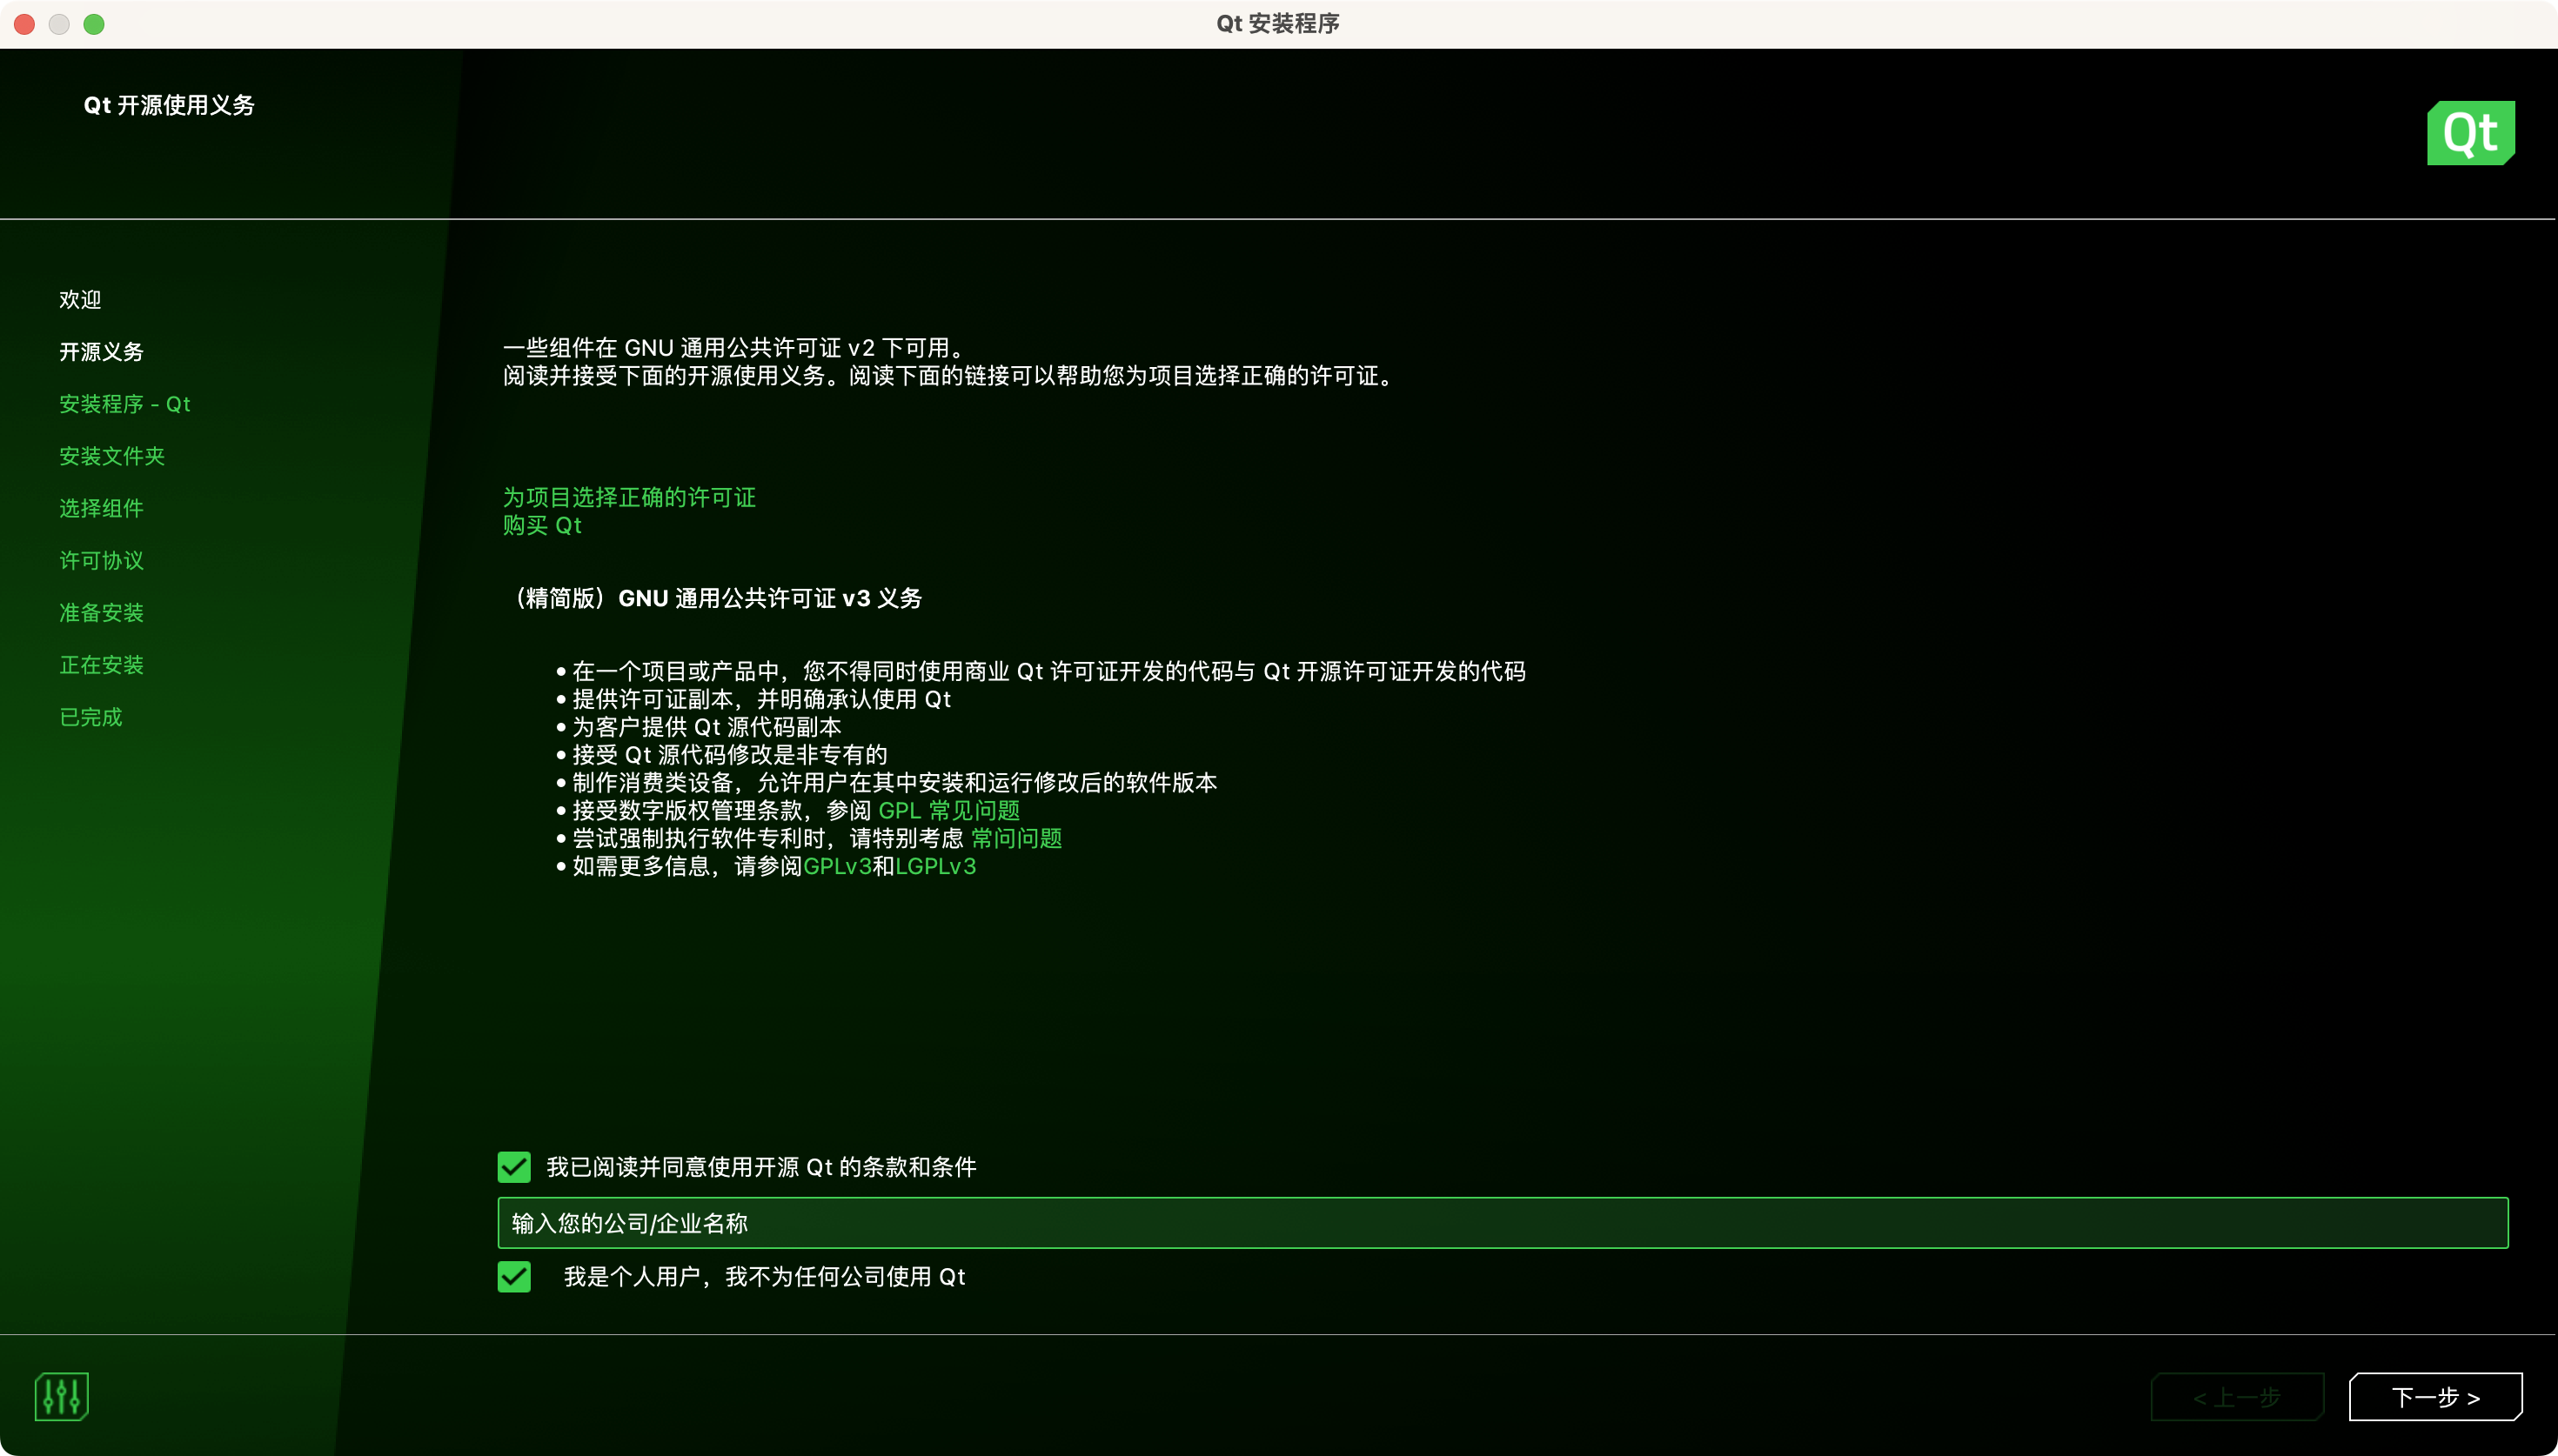 Qt 安装程序
Qt 开源使用义务
Qt
欢迎
开源义务
安装程序 - Qt
安装文件夹
选择组件
许可协议
准备安装
正在安装
已完成
一些组件在 GNU 通用公共许可证 v2 下可用。
阅读并接受下面的开源使用义务。阅读下面的链接可以帮助您为项目选择正确的许可证。
为项目选择正确的许可证
购买 Qt
（精简版）GNU 通用公共许可证 v3 义务
• 在一个项目或产品中，您不得同时使用商业 Qt 许可证开发的代码与 Qt 开源许可证开发的代码
• 提供许可证副本，并明确承认使用 Qt
• 为客户提供 Qt 源代码副本
• 接受 Qt 源代码修改是非专有的
• 制作消费类设备，允许用户在其中安装和运行修改后的软件版本
• 接受数字版权管理条款，参阅 GPL 常见问题
• 尝试强制执行软件专利时，请特别考虑 常问问题
• 如需更多信息，请参阅GPLv3和LGPLv3
我已阅读并同意使用开源 Qt 的条款和条件
输入您的公司/企业名称
我是个人用户，我不为任何公司使用 Qt
< 上一步
下一步 >